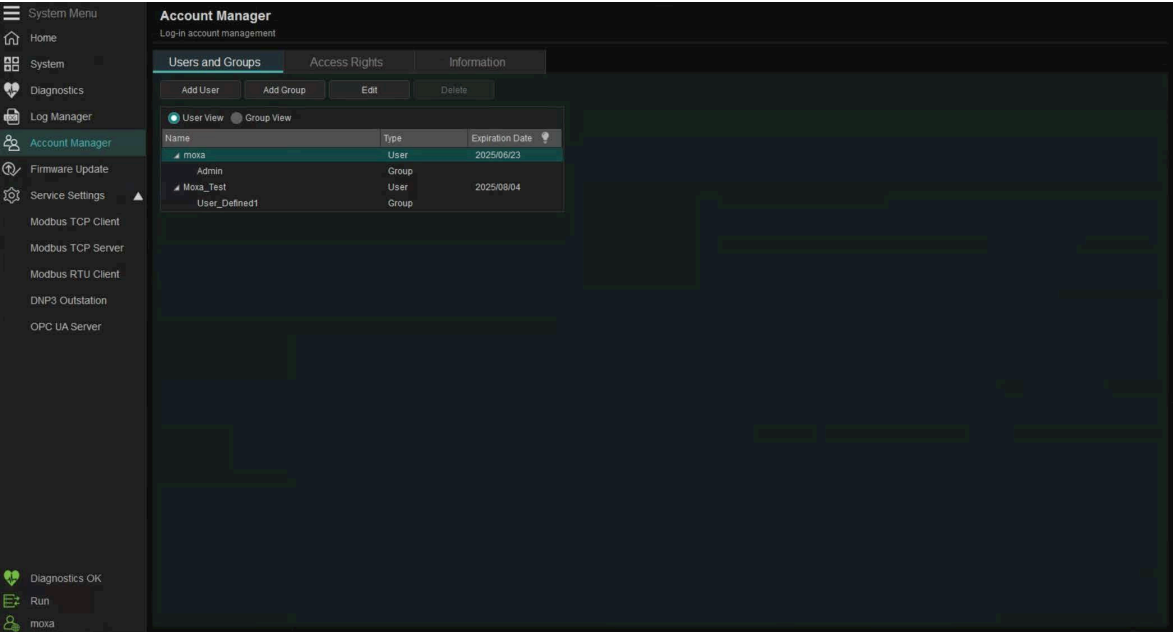 System Menu
Home
System
Diagnostics
Log Manager
Account Manager
Firmware Update
Service Settings
Modbus TCP Client
Modbus TCP Server
Modbus RTU Client
DNP3 Outstation
OPC UA Server
Diagnostics OK
Run
moxa
Account Manager
Log-in account management
Users and Groups Access Rights Information
Add User Add Group Edit Delete
User View Group View
Name Type Expiration Date
moxa User 2025/06/23
Admin Group
Moxa_Test User 2025/08/04
User_Defined1 Group